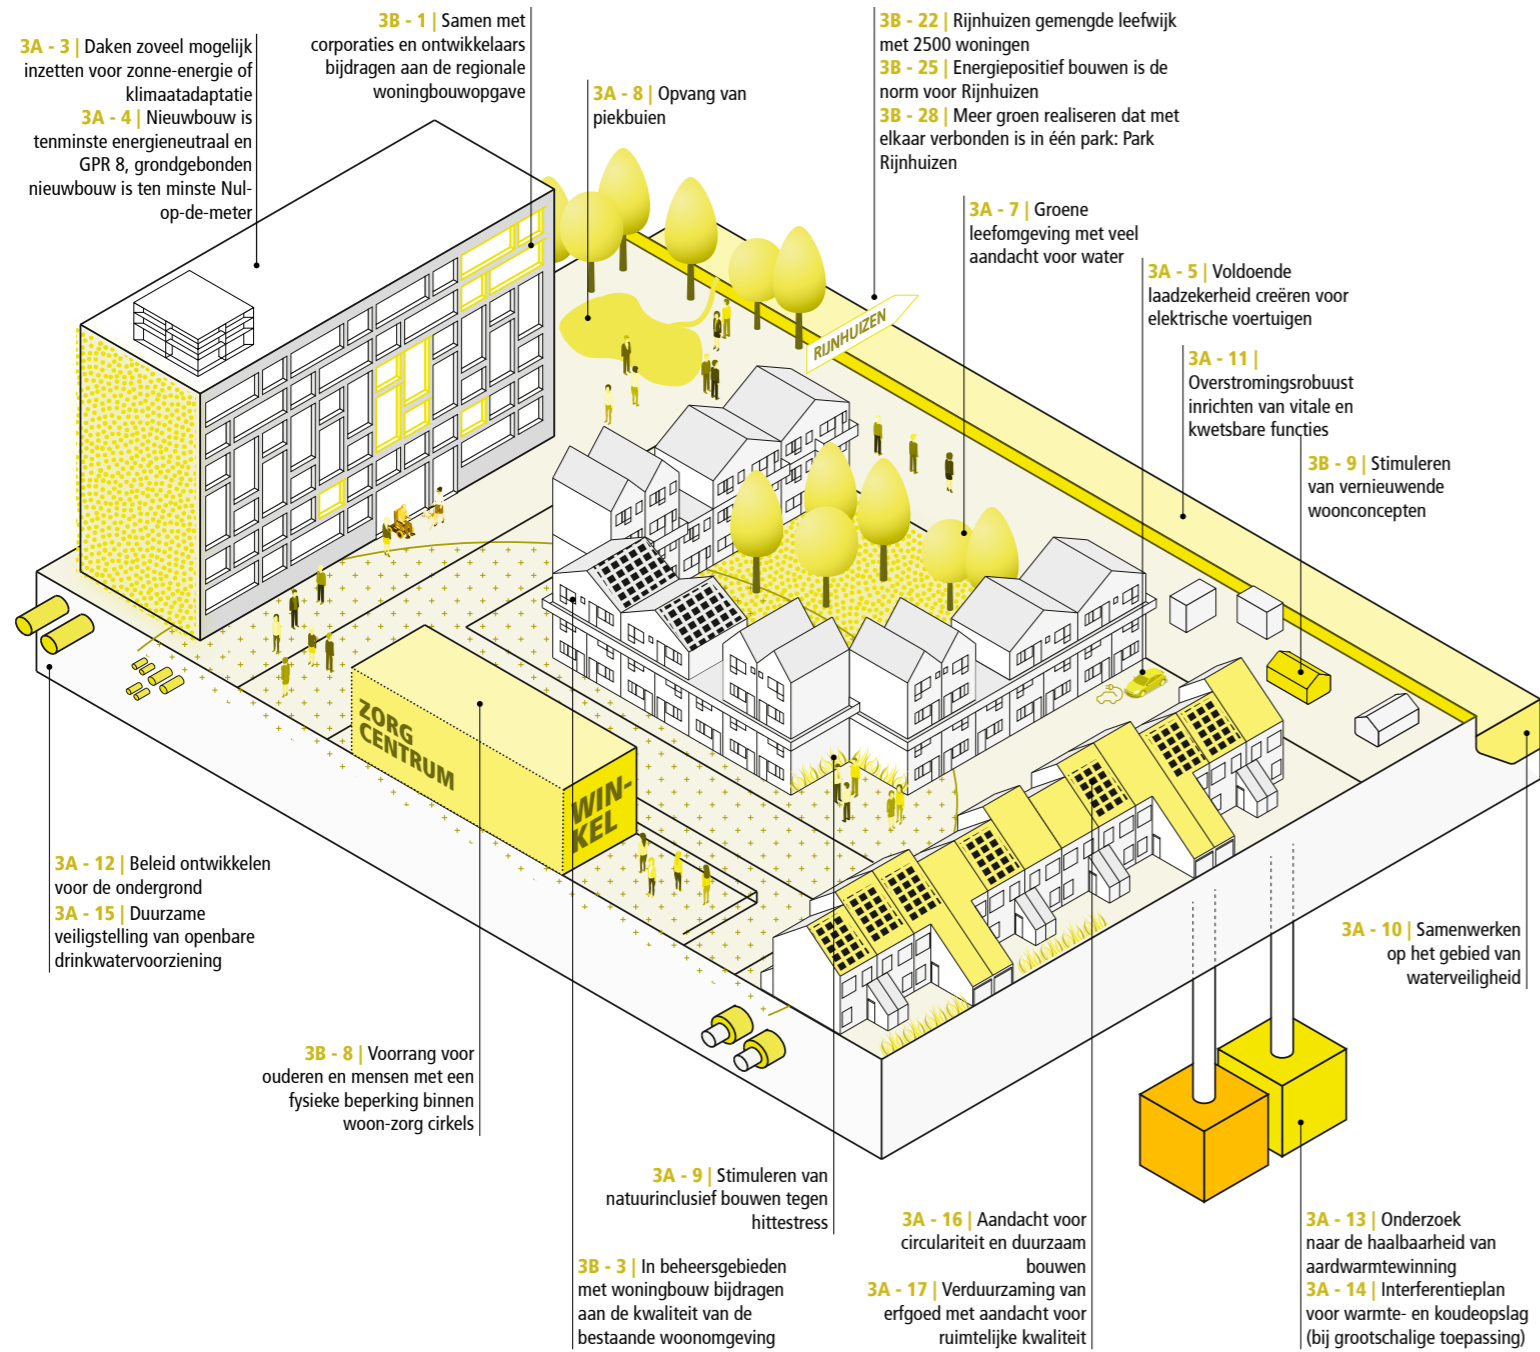 3A - 3 | Daken zoveel mogelijk
inzetten voor zonne-energie of
klimaatadaptatie
3A - 4 | Nieuwbouw is
tenminste energieneutraal en
GPR 8, grondgebonden
nieuwbouw is ten minste Nul-
op-de-meter
3B - 1 | Samen met
corporaties en ontwikkelaars
bijdragen aan de regionale
woningbouwopgave
3A - 8 | Opvang van
piekbuien
3B - 22 | Rijnhuizen gemengde leefwijk
met 2500 woningen
3B - 25 | Energiepositief bouwen is de
norm voor Rijnhuizen
3B - 28 | Meer groen realiseren dat met
elkaar verbonden is in één park: Park
Rijnhuizen
3A - 7 | Groene
leefomgeving met veel
aandacht voor water
3A - 5 | Voldoende
laadzekerheid creëren voor
elektrische voertuigen
3A - 11 |
Overstromingsrobuust
inrichten van vitale en
kwetsbare functies
3B - 9 | Stimuleren
van vernieuwende
woonconcepten
RIJNHUIZEN
ZORG
CENTRUM
WIN-
KEL
3A - 12 | Beleid ontwikkelen
voor de ondergrond
3A - 15 | Duurzame
veiligstelling van openbare
drinkwatervoorziening
3A - 10 | Samenwerken
op het gebied van
waterveiligheid
3B - 8 | Voorrang voor
ouderen en mensen met een
fysieke beperking binnen
woon-zorg cirkels
3A - 9 | Stimuleren van
natuurinclusief bouwen tegen
hittestress
3B - 3 | In beheersgebieden
met woningbouw bijdragen
aan de kwaliteit van de
bestaande woonomgeving
3A - 16 | Aandacht voor
circulariteit en duurzaam
bouwen
3A - 17 | Verduurzaming van
erfgoed met aandacht voor
ruimtelijke kwaliteit
3A - 13 | Onderzoek
naar de haalbaarheid van
aardwarmtewinning
3A - 14 | Interferentieplan
voor warmte- en koudeopslag
(bij grootschalige toepassing)